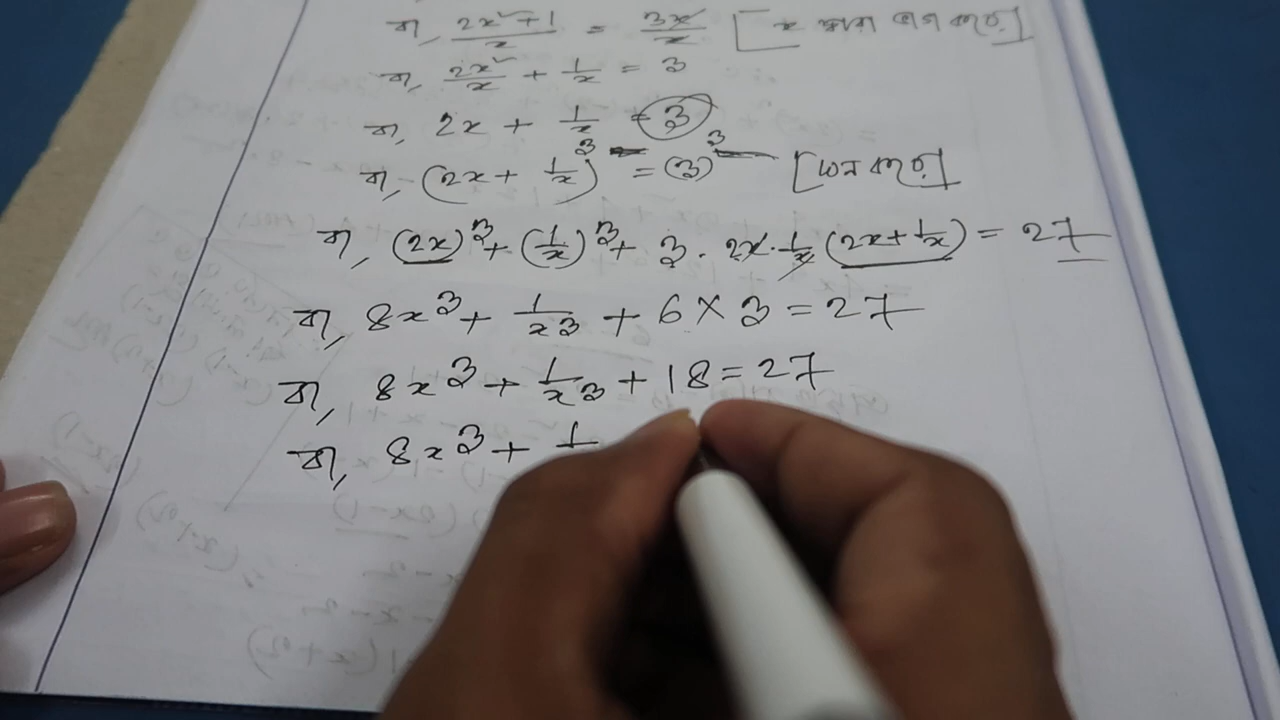 বা, (2x²+1)/x = 3x/x [x দ্বারা ভাগ করে]
বা, 2x²/x + 1/x = 3
বা, 2x + 1/x = 3
বা, (2x + 1/x)³ = (3)³ [ঘন করে]
বা, (2x)³ + (1/x)³ + 3 . 2x . 1/x (2x + 1/x) = 27
বা, 8x³ + 1/x³ + 6 × 3 = 27
বা, 8x³ + 1/x³ + 18 = 27
বা, 8x³ + 1